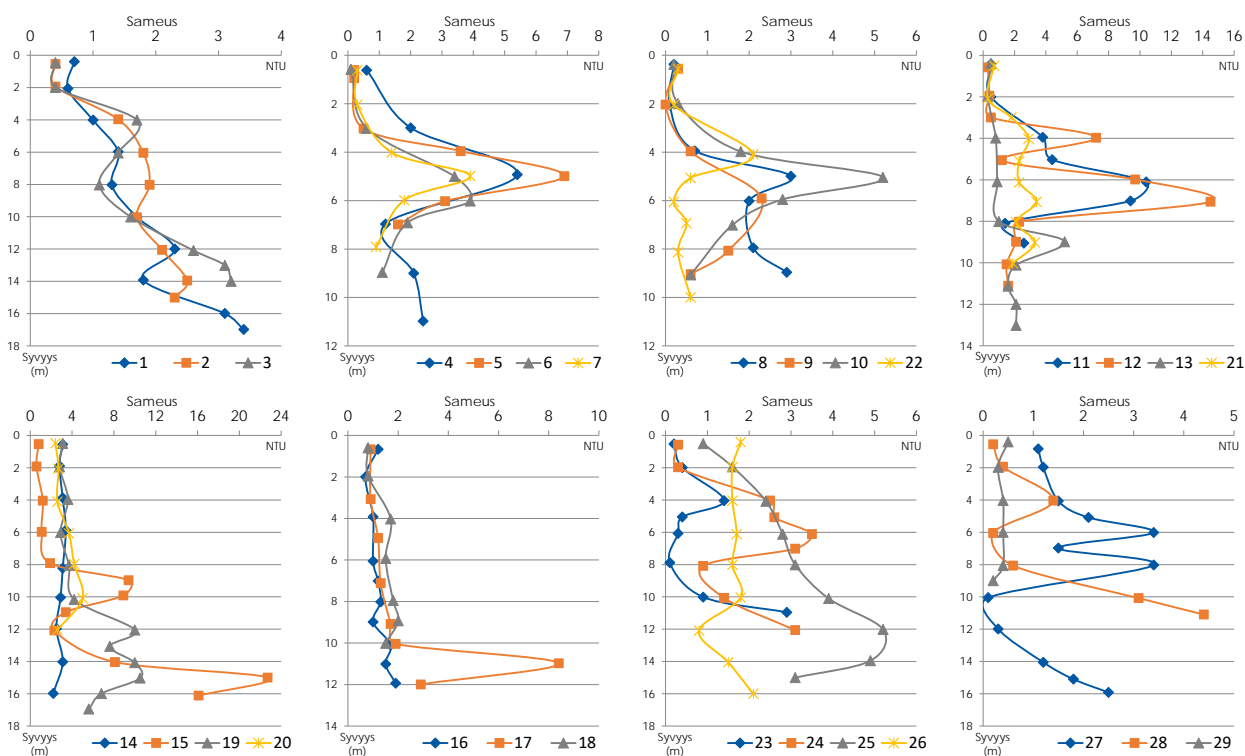 Sameus Sameus Sameus Sameus
0 1 2 3 4 0 1 2 3 4 5 6 7 8 0 1 2 3 4 5 6 0 2 4 6 8 10 12 14 16
0 NTU 0 NTU 0 NTU 0 NTU
2 2 2 2
4 4 4 4
6 6 6 6
8 8 8 8
10 10 10 10
12 12 12 12
14 14
16
18
Syvyys Syvyys Syvyys Syvyys
(m) 1 2 3 (m) 4 5 6 7 (m) 8 9 10 22 (m) 11 12 13 21
Sameus Sameus Sameus Sameus
0 4 8 12 16 20 24 0 2 4 6 8 10 0 1 2 3 4 5 6 0 1 2 3 4 5
0 NTU 0 NTU 0 NTU 0 NTU
2 2 2 2
4 4 4 4
6 6 6 6
8 8 8 8
10 10 10 10
12 12 12 12
14 14 14 14
16 16 16
18 18 18
Syvyys Syvyys Syvyys Syvyys
(m) 14 15 19 20 (m) 16 17 18 (m) 23 24 25 26 (m) 27 28 29